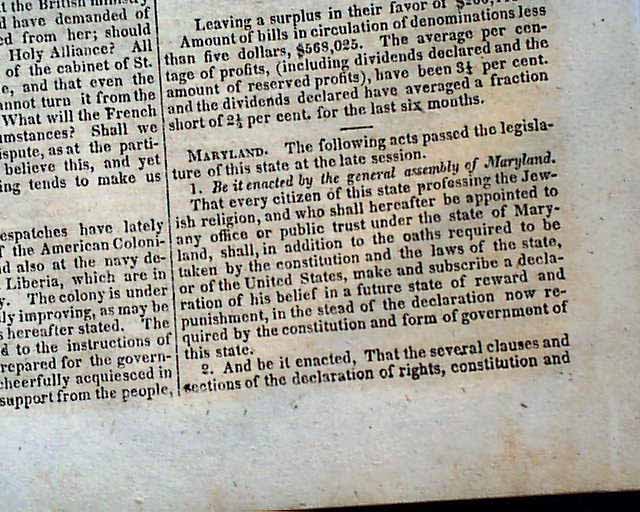 t the British ministry
d have demanded of
ed from her; should
Holy Alliance? All
of the cabinet of St.
e, and that even the
annot turn it from the
What will the French
umstances? Shall we
ispute, as at the parti-
believe this, and yet
ing tends to make us
espatches have lately
f the American Coloni-
d also at the navy de-
Liberia, which are in
y. The colony is under
ly improving, as may be
s hereafter stated. The
d to the instructions of
repared for the govern-
cheerfully acquiesced in
support from the people,
Leaving a surplus in their favor of
Amount of bills in circulation of denominations less
than five dollars, $568,025. The average per cen-
tage of profits, (including dividends declared and the
amount of reserved profits), have been 3¼ per cent.
and the dividends declared have averaged a fraction
short of 2½ per cent. for the last six months.
MARYLAND. The following acts passed the legisla-
ture of this state at the late session.
1. Be it enacted by the general assembly of Maryland.
That every citizen of this state professing the Jew-
ish religion, and who shall hereafter be appointed to
any office or public trust under the state of Mary-
land, shall, in addition to the oaths required to be
taken by the constitution and the laws of the state,
or of the United States, make and subscribe a decla-
ration of his belief in a future state of reward and
punishment, in the stead of the declaration now re-
quired by the constitution and form of government of
this state.
2. And be it enacted, That the several clauses and
sections of the declaration of rights, constitution and